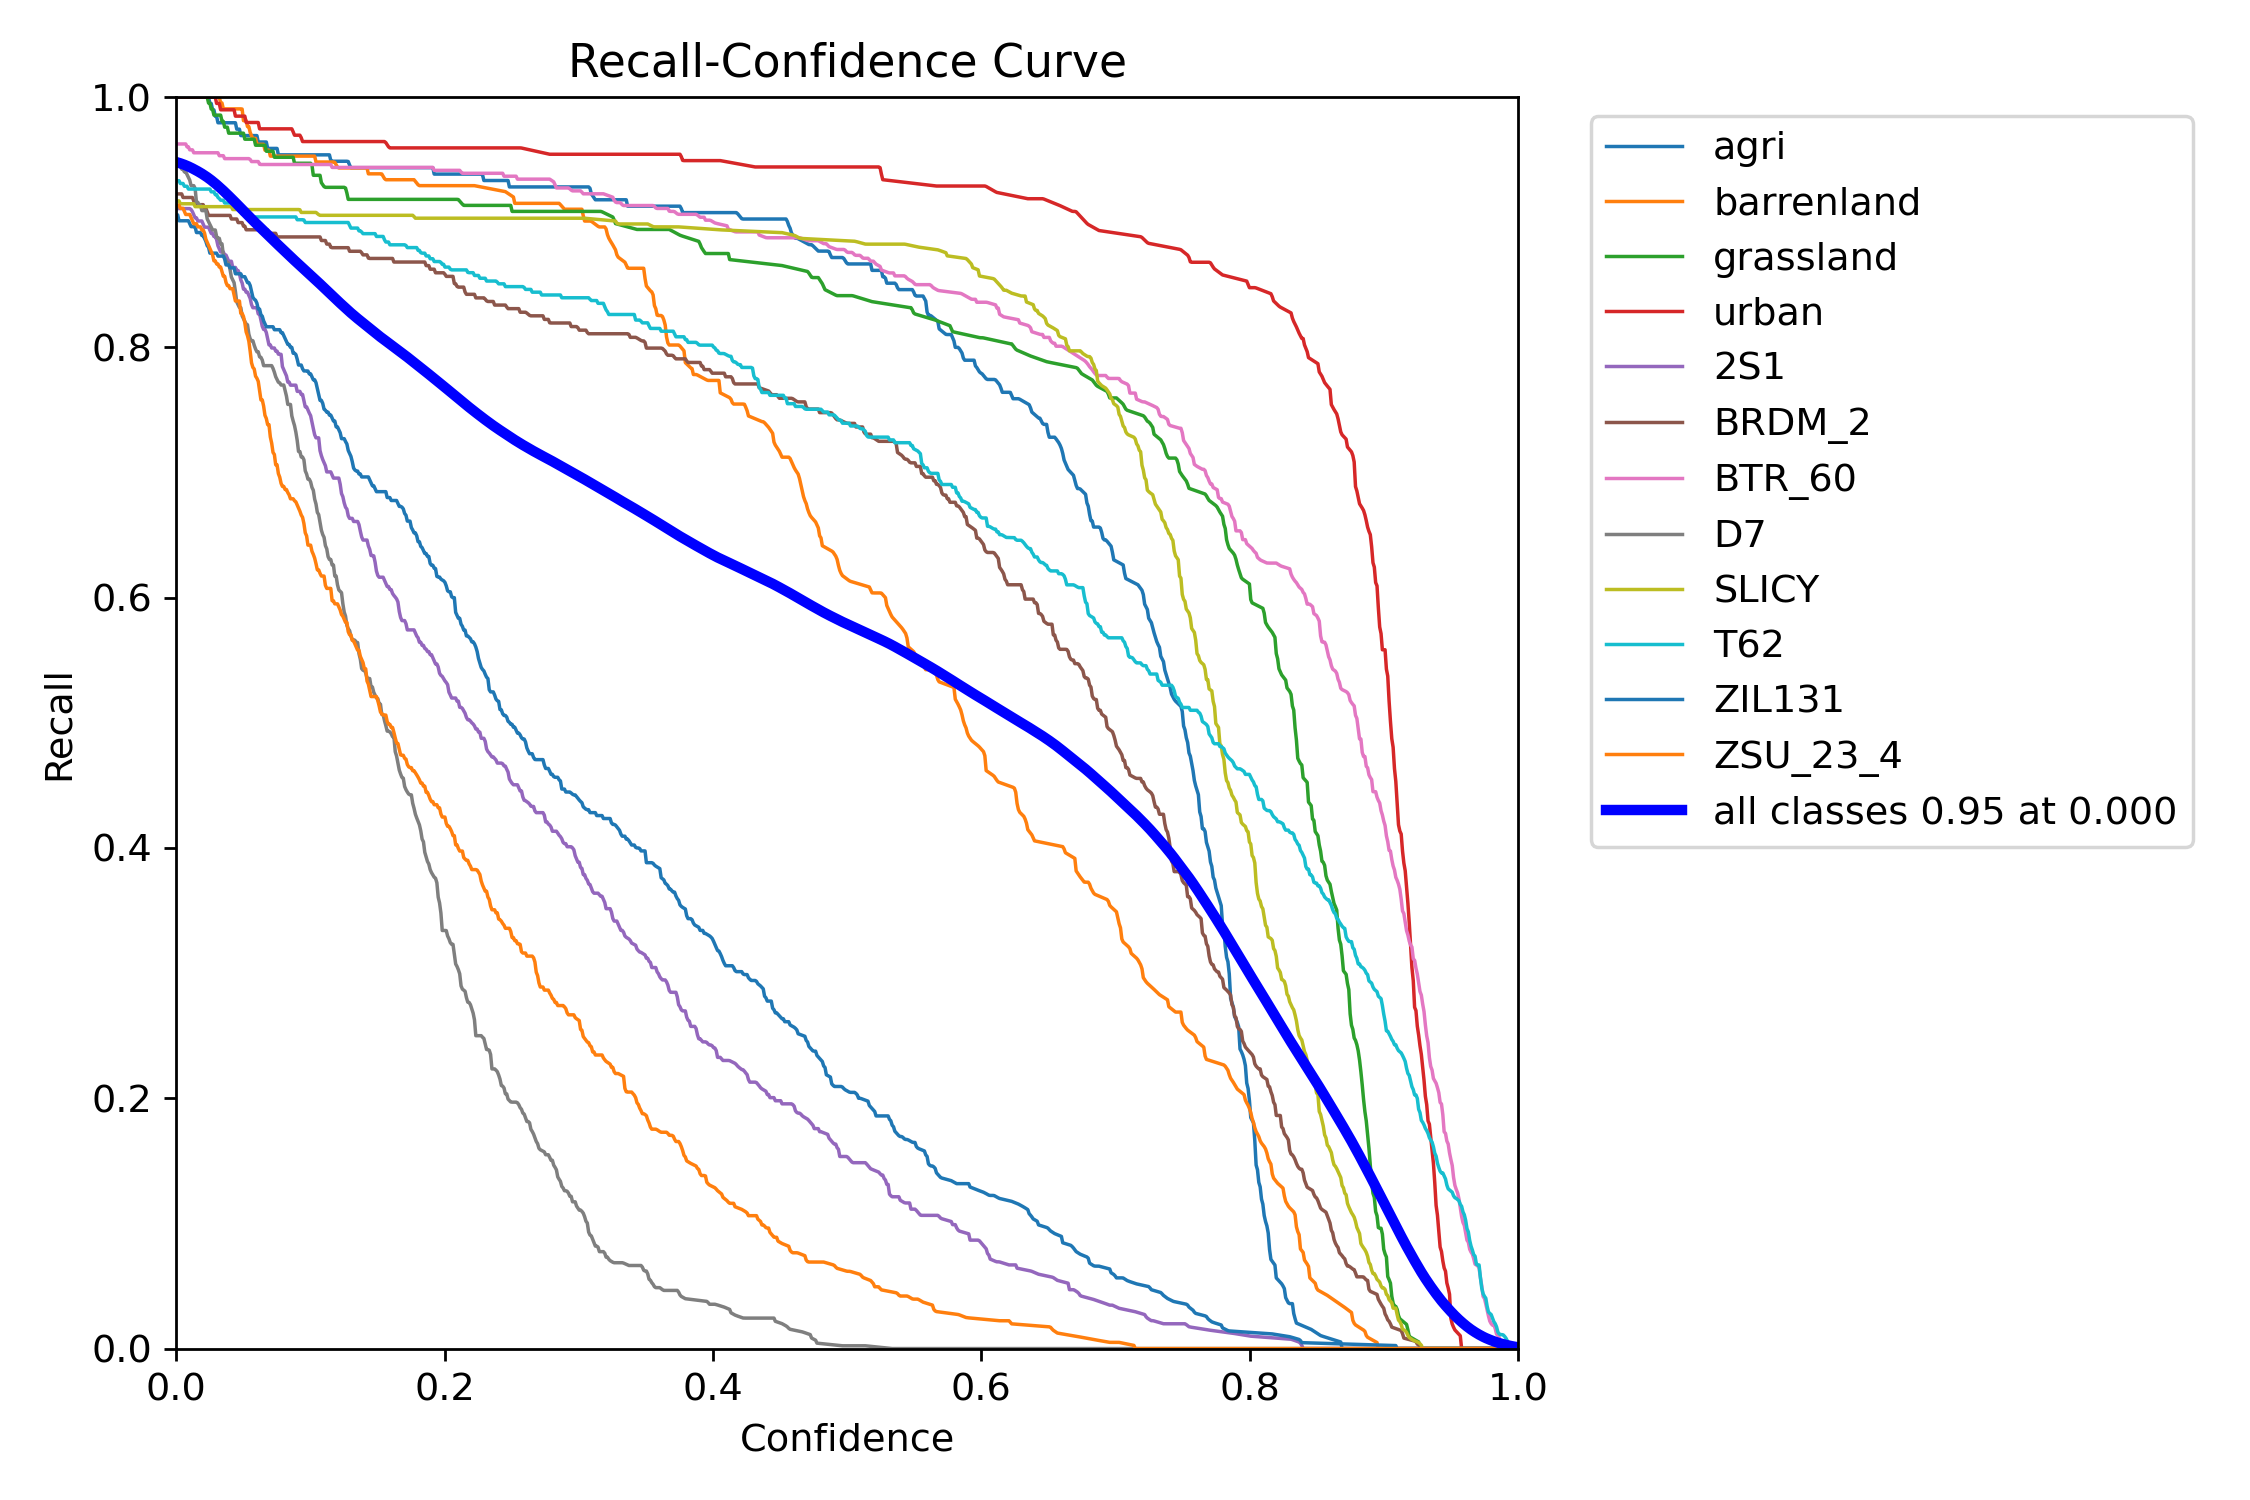 Recall-Confidence Curve
1.0
0.8
0.6
0.4
0.2
0.0
Recall
0.0 0.2 0.4 0.6 0.8 1.0
Confidence
agri
barrenland
grassland
urban
2S1
BRDM_2
BTR_60
D7
SLICY
T62
ZIL131
ZSU_23_4
all classes 0.95 at 0.000